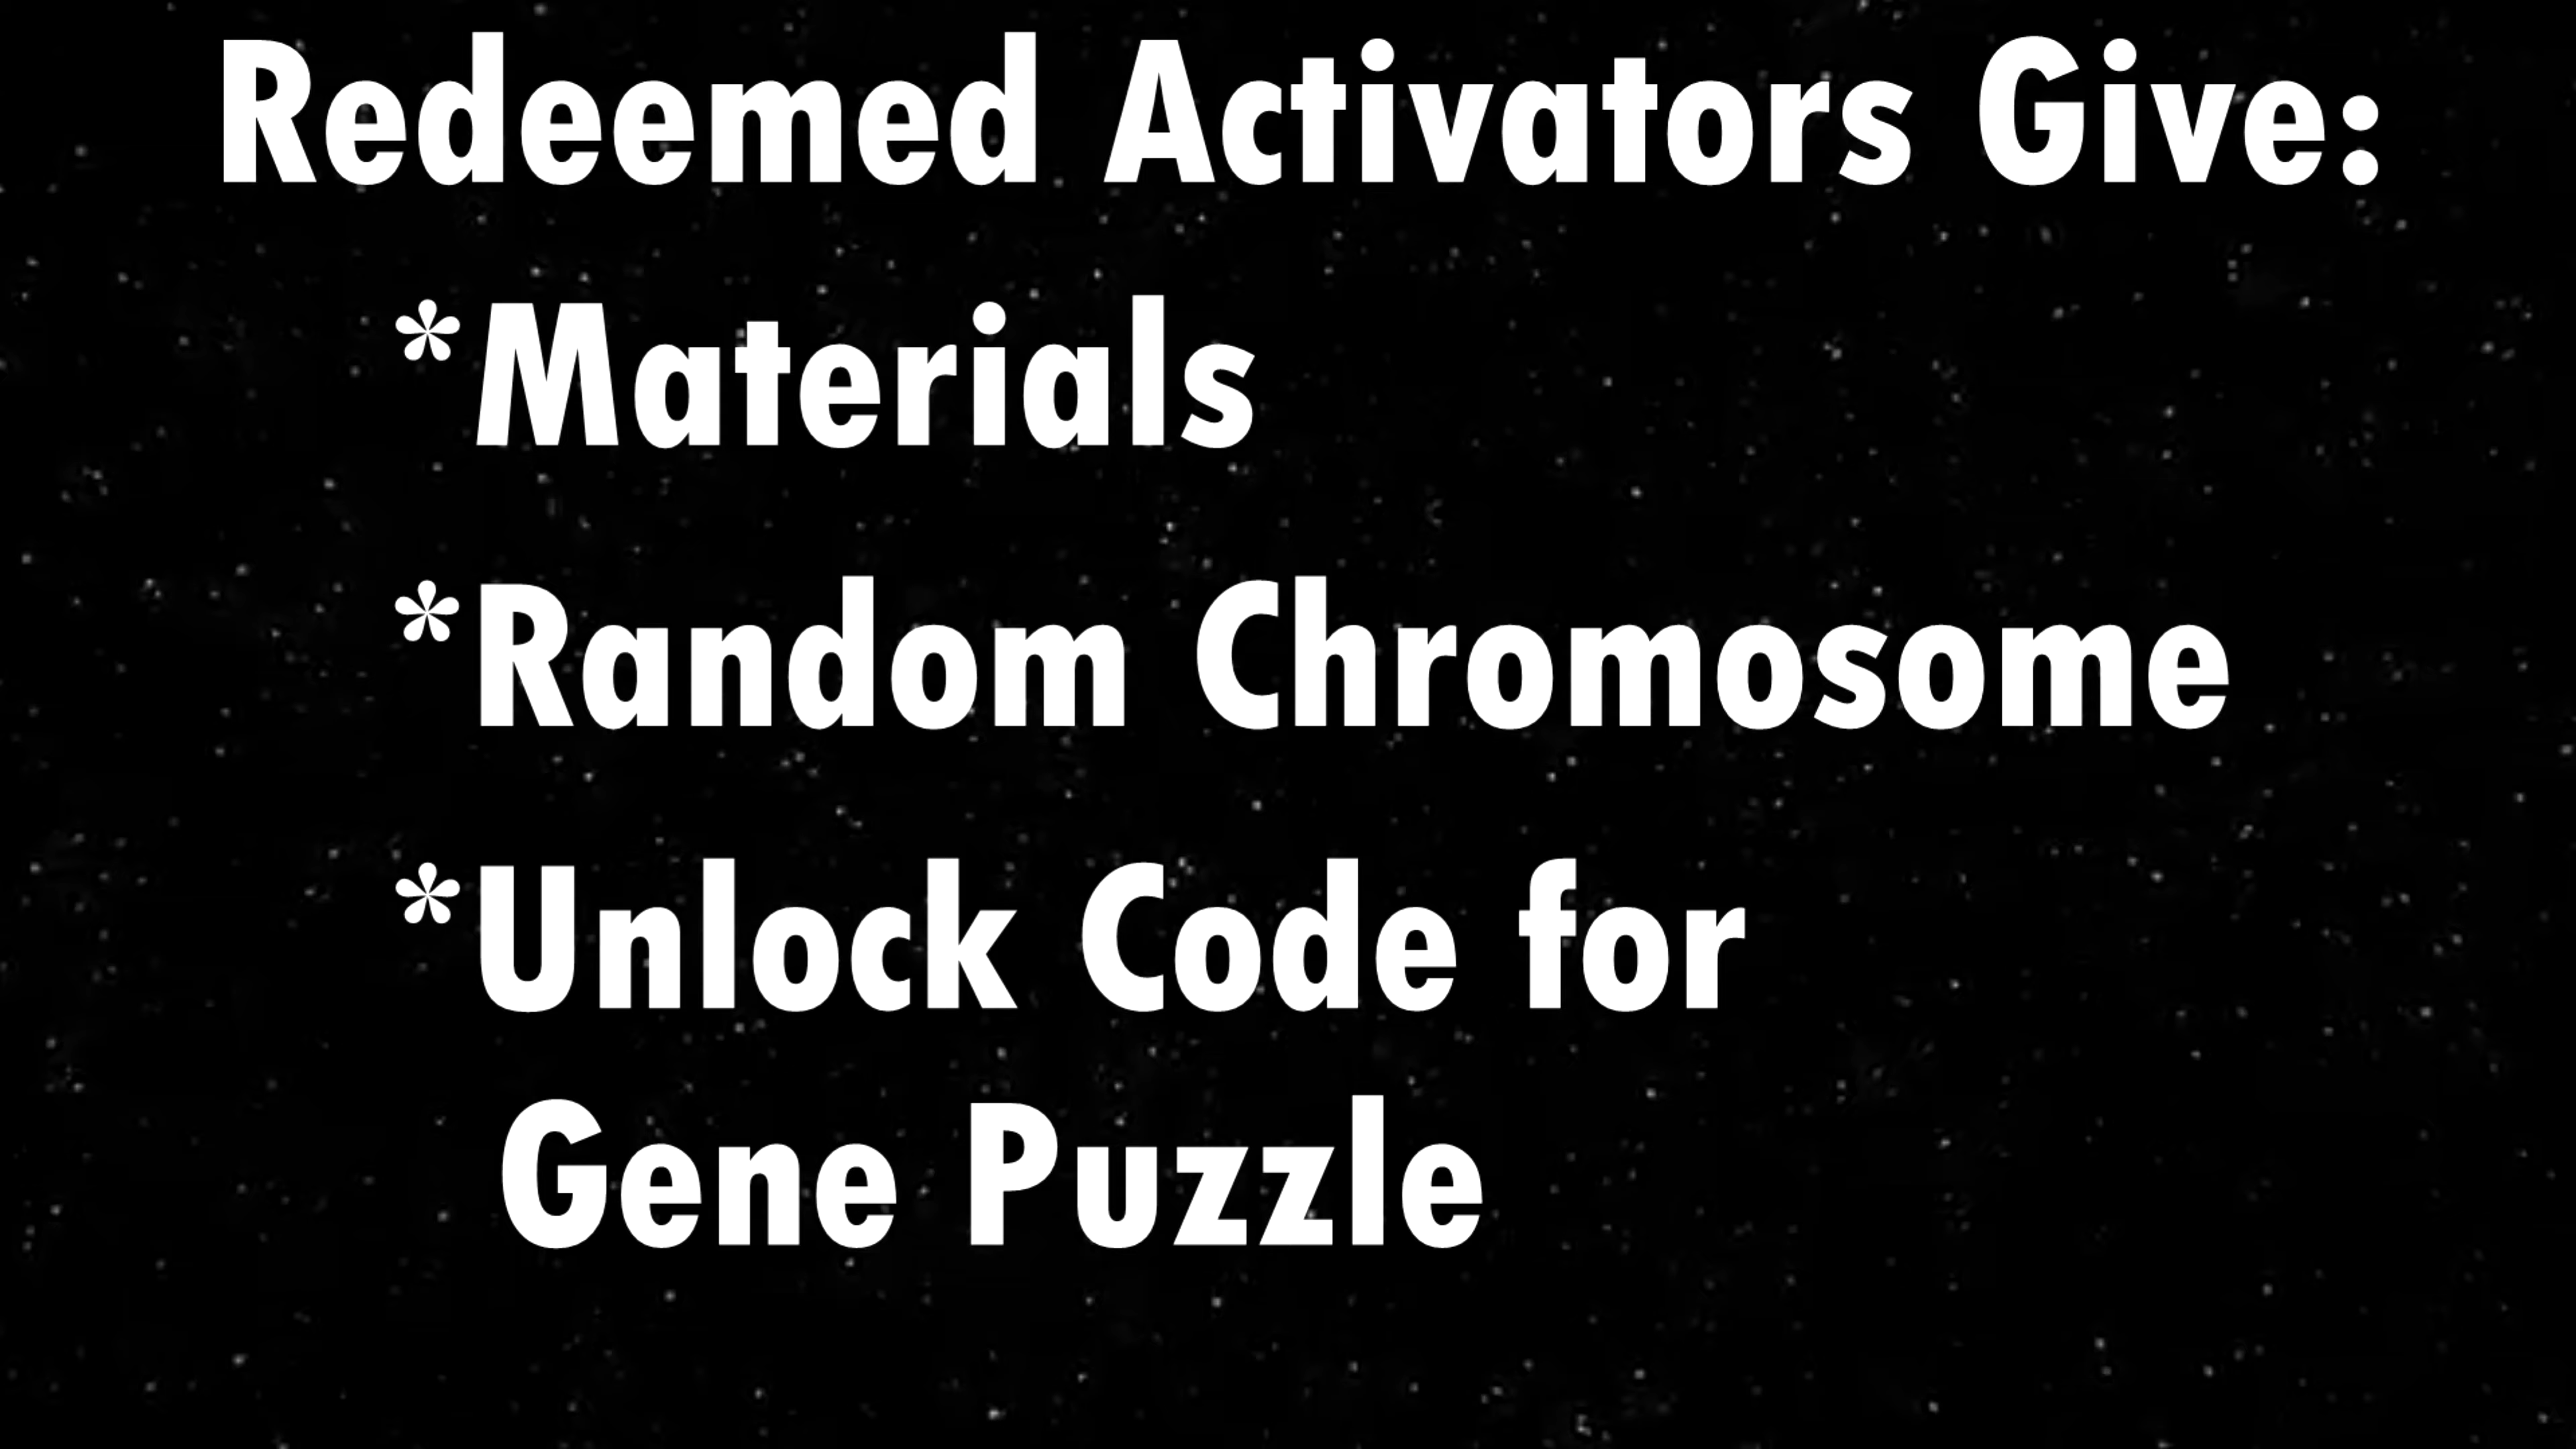 Redeemed Activators Give:
*Materials
*Random Chromosome
*Unlock Code for
Gene Puzzle